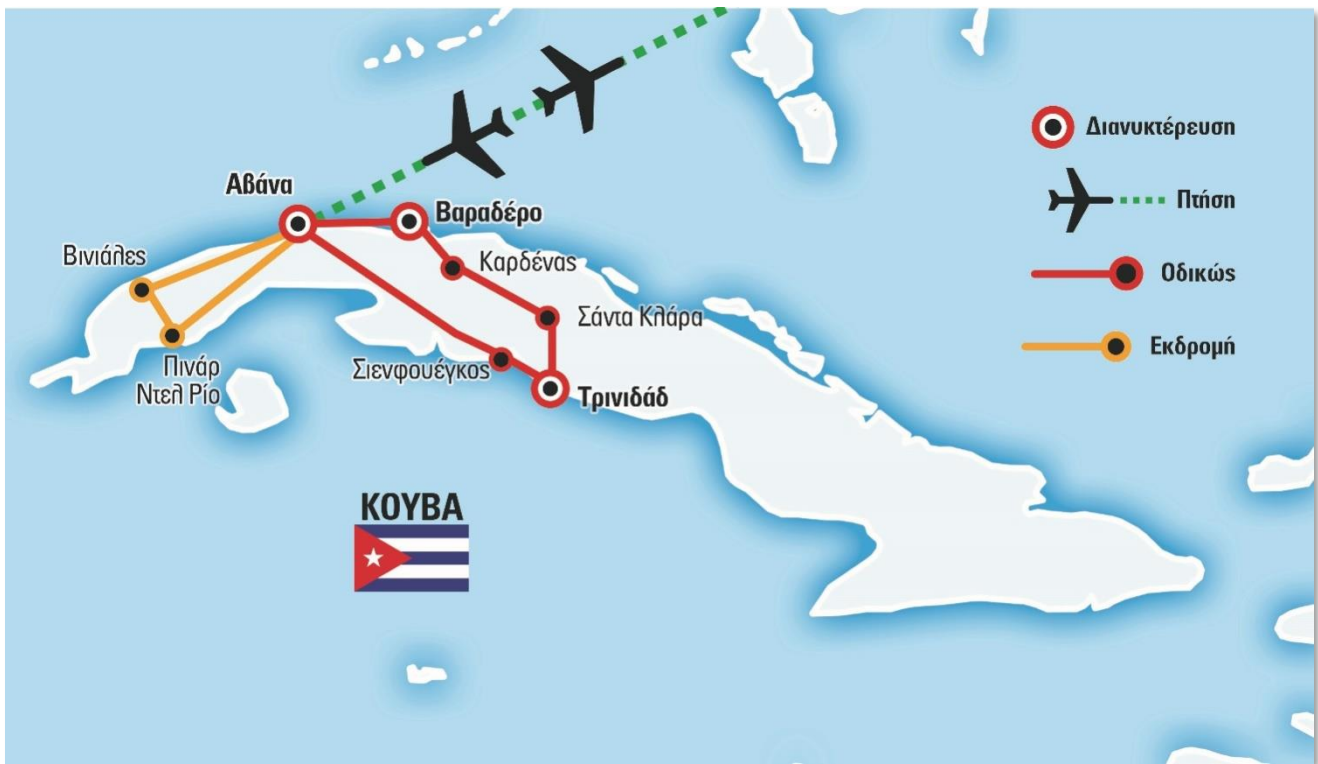 Αβάνα
Βαραδέρο
Βινιάλες
Καρδένας
Σάντα Κλάρα
Πινάρ
Ντελ Ρίο
Σιενφουέγκος
Τρινιδάδ
ΚΟΥΒΑ
Διανυκτέρευση
Πτήση
Οδικώς
Εκδρομή